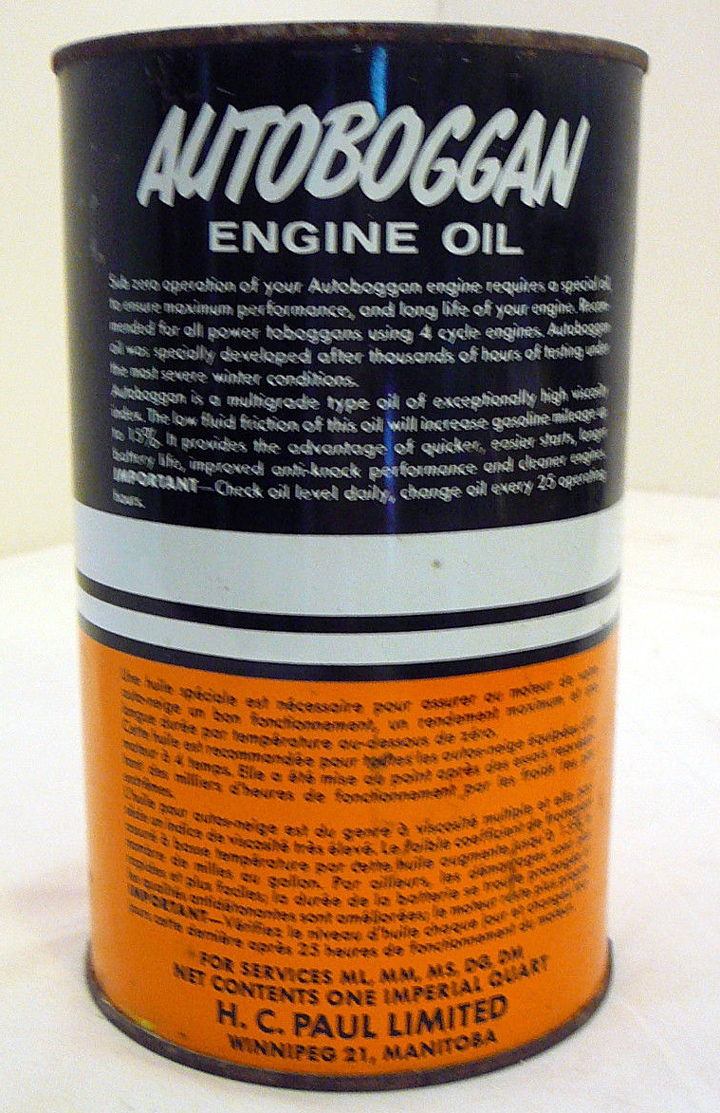 AUTOBOGGAN
ENGINE OIL
Sub zero operation of your Autoboggan engine requires a special oil,
to ensure maximum performance, and long life of your engine. Recom-
mended for all power toboggans using 4 cycle engines. Autoboggan
oil was specially developed after thousands of hours of testing under
the most severe winter conditions.
Autoboggan is a multigrade type oil of exceptionally high viscosity
index. The low fluid friction of this oil will increase gasoline mileage up
to 15%. It provides the advantage of quicker, easier starts, longer
battery life, improved anti-knock performance and cleaner engines.
IMPORTANT—Check oil level daily, change oil every 25 operating
hours.
Une huile spéciale est nécessaire pour assurer au moteur de votre
auto-neige un bon fonctionnement, un rendement maximum et une
longue durée par température au-dessous de zéro.
Cette huile est recommandée pour toutes les autos-neige équipées d'un
moteur à 4 temps. Elle a été mise au point après des essais représen-
tant des milliers d'heures de fonctionnement par les froids les plus
extrêmes.
L'huile pour autos-neige est du genre à viscosité multiple et elle pos-
sède un indice de viscosité très élevé. Le faible coefficient de frottement
assuré à basse température par cette huile augmente jusqu'à 15% le
nombre de milles au gallon. Par ailleurs, les démarrages sont plus
rapides et plus faciles; la durée de la batterie se trouve prolongée;
les qualités antidétonantes sont améliorées; le moteur reste plus propre.
IMPORTANT—Vérifiez le niveau d'huile chaque jour et changez
cette dernière après 25 heures de fonctionnement du moteur.
FOR SERVICES ML, MM, MS, DG, DM
NET CONTENTS ONE IMPERIAL QUART
H. C. PAUL LIMITED
WINNIPEG 21, MANITOBA